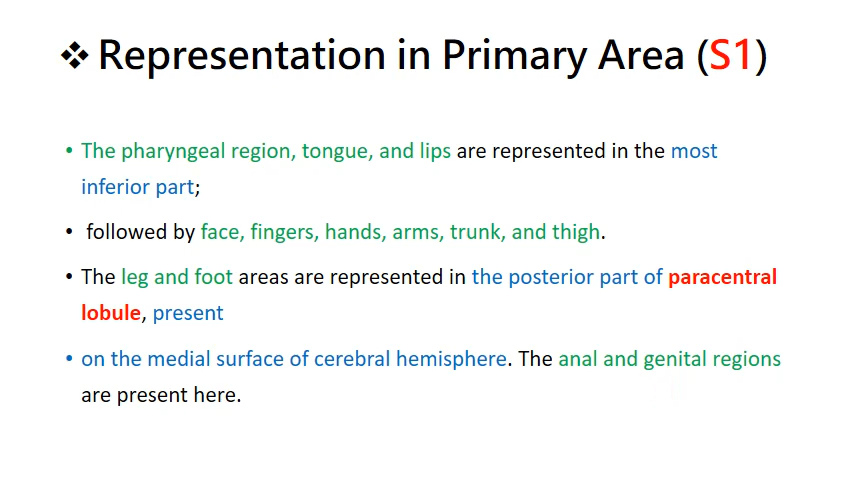 ❖ Representation in Primary Area (S1)
• The pharyngeal region, tongue, and lips are represented in the most
inferior part;
• followed by face, fingers, hands, arms, trunk, and thigh.
• The leg and foot areas are represented in the posterior part of paracentral
lobule, present
• on the medial surface of cerebral hemisphere. The anal and genital regions
are present here.